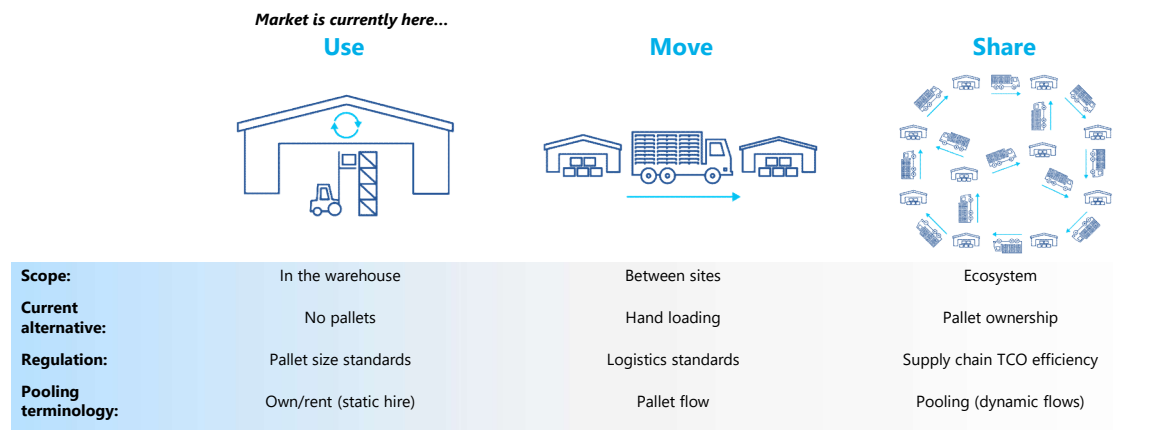 Market is currently here...
Use
Move
Share
Scope:
In the warehouse
Between sites
Ecosystem
Current
alternative:
No pallets
Hand loading
Pallet ownership
Regulation:
Pallet size standards
Logistics standards
Supply chain TCO efficiency
Pooling
terminology:
Own/rent (static hire)
Pallet flow
Pooling (dynamic flows)